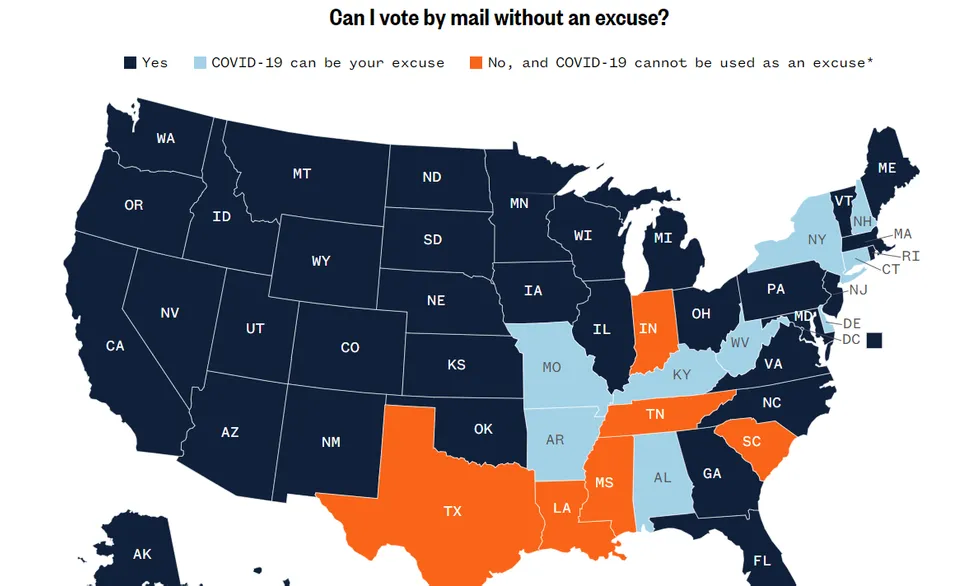 Can I vote by mail without an excuse?
Yes COVID-19 can be your excuse No, and COVID-19 cannot be used as an excuse*
WA
MT
ND
MN
ME
OR
ID
SD
WI
MI
VT
NH
NY
MA
RI
CT
WY
NE
IA
PA
NJ
NV
UT
CO
KS
IL
IN
OH
MD
DE
DC
WV
CA
MO
KY
VA
NC
AZ
NM
OK
AR
TN
SC
TX
LA
MS
AL
GA
AK
FL